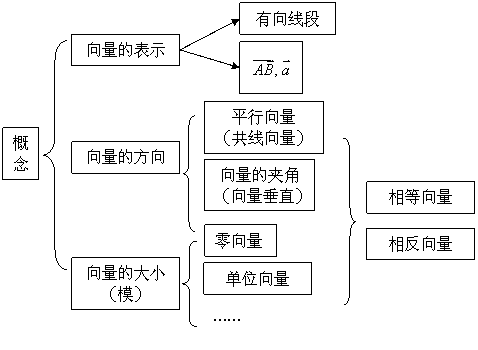 有向线段
向量的表示
AB, a
平行向量
（共线向量）
概
念
向量的方向
向量的夹角
（向量垂直）
相等向量
相反向量
零向量
向量的大小
（模）
单位向量
……